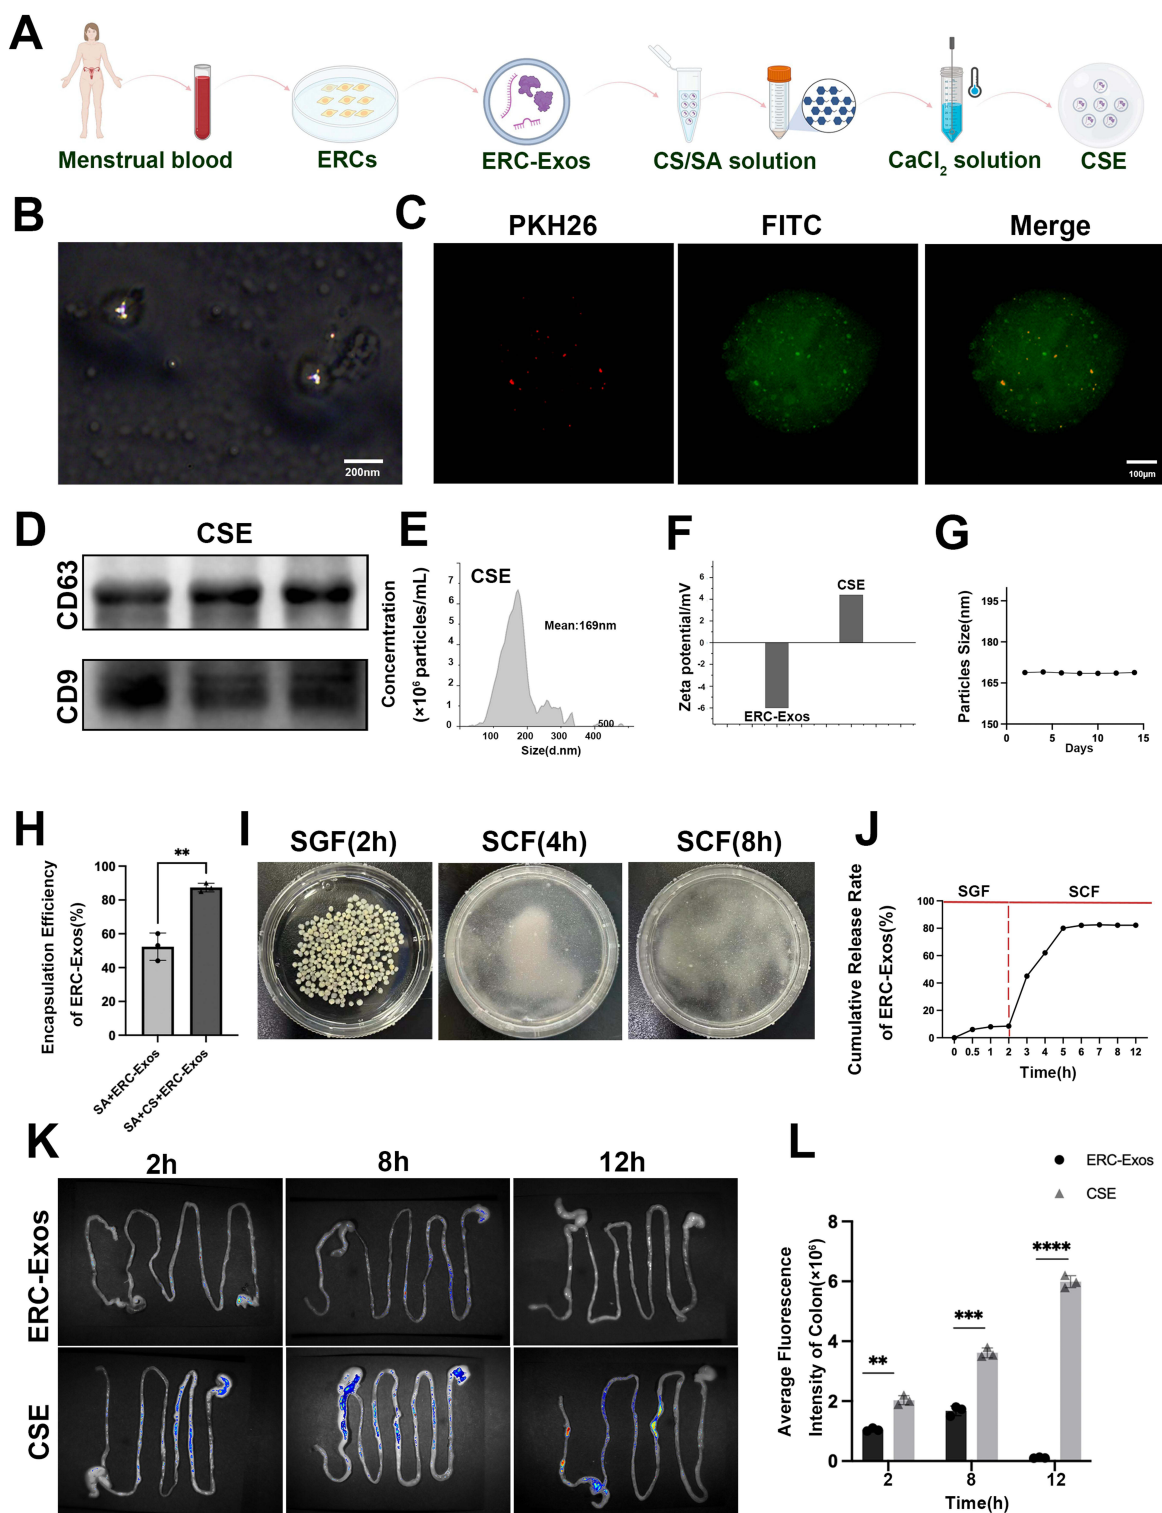 A
Menstrual blood
ERCs
ERC-Exos
CS/SA solution
CaCl2 solution
CSE
B
200nm
C
PKH26
FITC
Merge
100μm
D
CSE
CD63
CD9
E
Concerntration
(×10⁶ particles/mL)
CSE
Mean:169nm
7
6
5
4
3
2
1
0
100
200
300
400
500
Size(d.nm)
F
Zeta potential/mV
6
4
2
0
-2
-4
-6
CSE
ERC-Exos
G
Particles Size(nm)
195
180
165
150
0
5
10
15
Days
H
Encapsulation Efficiency
of ERC-Exos(%)
100
80
60
40
20
0
**
SA+ERC-Exos
SA+CS+ERC-Exos
I
SGF(2h)
SCF(4h)
SCF(8h)
J
Cumulative Release Rate
of ERC-Exos(%)
SGF
SCF
100
80
60
40
20
0
0 0.5 1 2 3 4 5 6 7 8 12
Time(h)
K
2h
8h
12h
ERC-Exos
CSE
L
ERC-Exos
CSE
Average Fluorescence
Intensity of Colon(×10⁶)
8
6
4
2
0
**
***
****
2
8
12
Time(h)